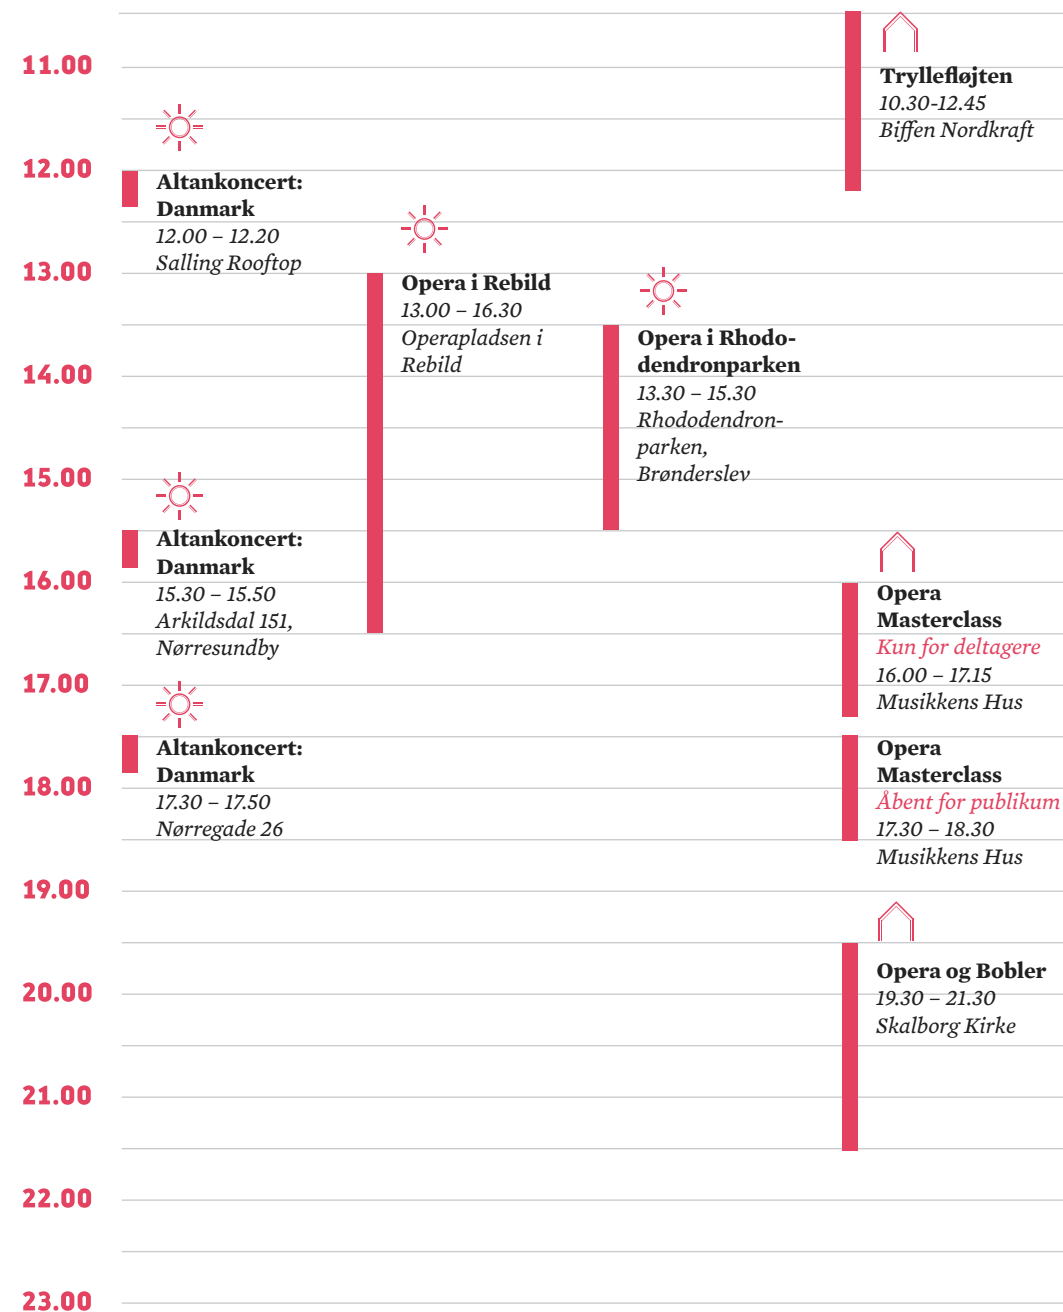 11.00
12.00
13.00
14.00
15.00
16.00
17.00
18.00
19.00
20.00
21.00
22.00
23.00
Altankoncert:
Danmark
12.00 – 12.20
Salling Rooftop
Altankoncert:
Danmark
15.30 – 15.50
Arkildsdal 151,
Nørresundby
Altankoncert:
Danmark
17.30 – 17.50
Nørregade 26
Opera i Rebild
13.00 – 16.30
Operapladsen i
Rebild
Opera i Rhodo-
dendronparken
13.30 – 15.30
Rhododendron-
parken,
Brønderslev
Tryllefløjten
10.30-12.45
Biffen Nordkraft
Opera
Masterclass
Kun for deltagere
16.00 – 17.15
Musikkens Hus
Opera
Masterclass
Åbent for publikum
17.30 – 18.30
Musikkens Hus
Opera og Bobler
19.30 – 21.30
Skalborg Kirke